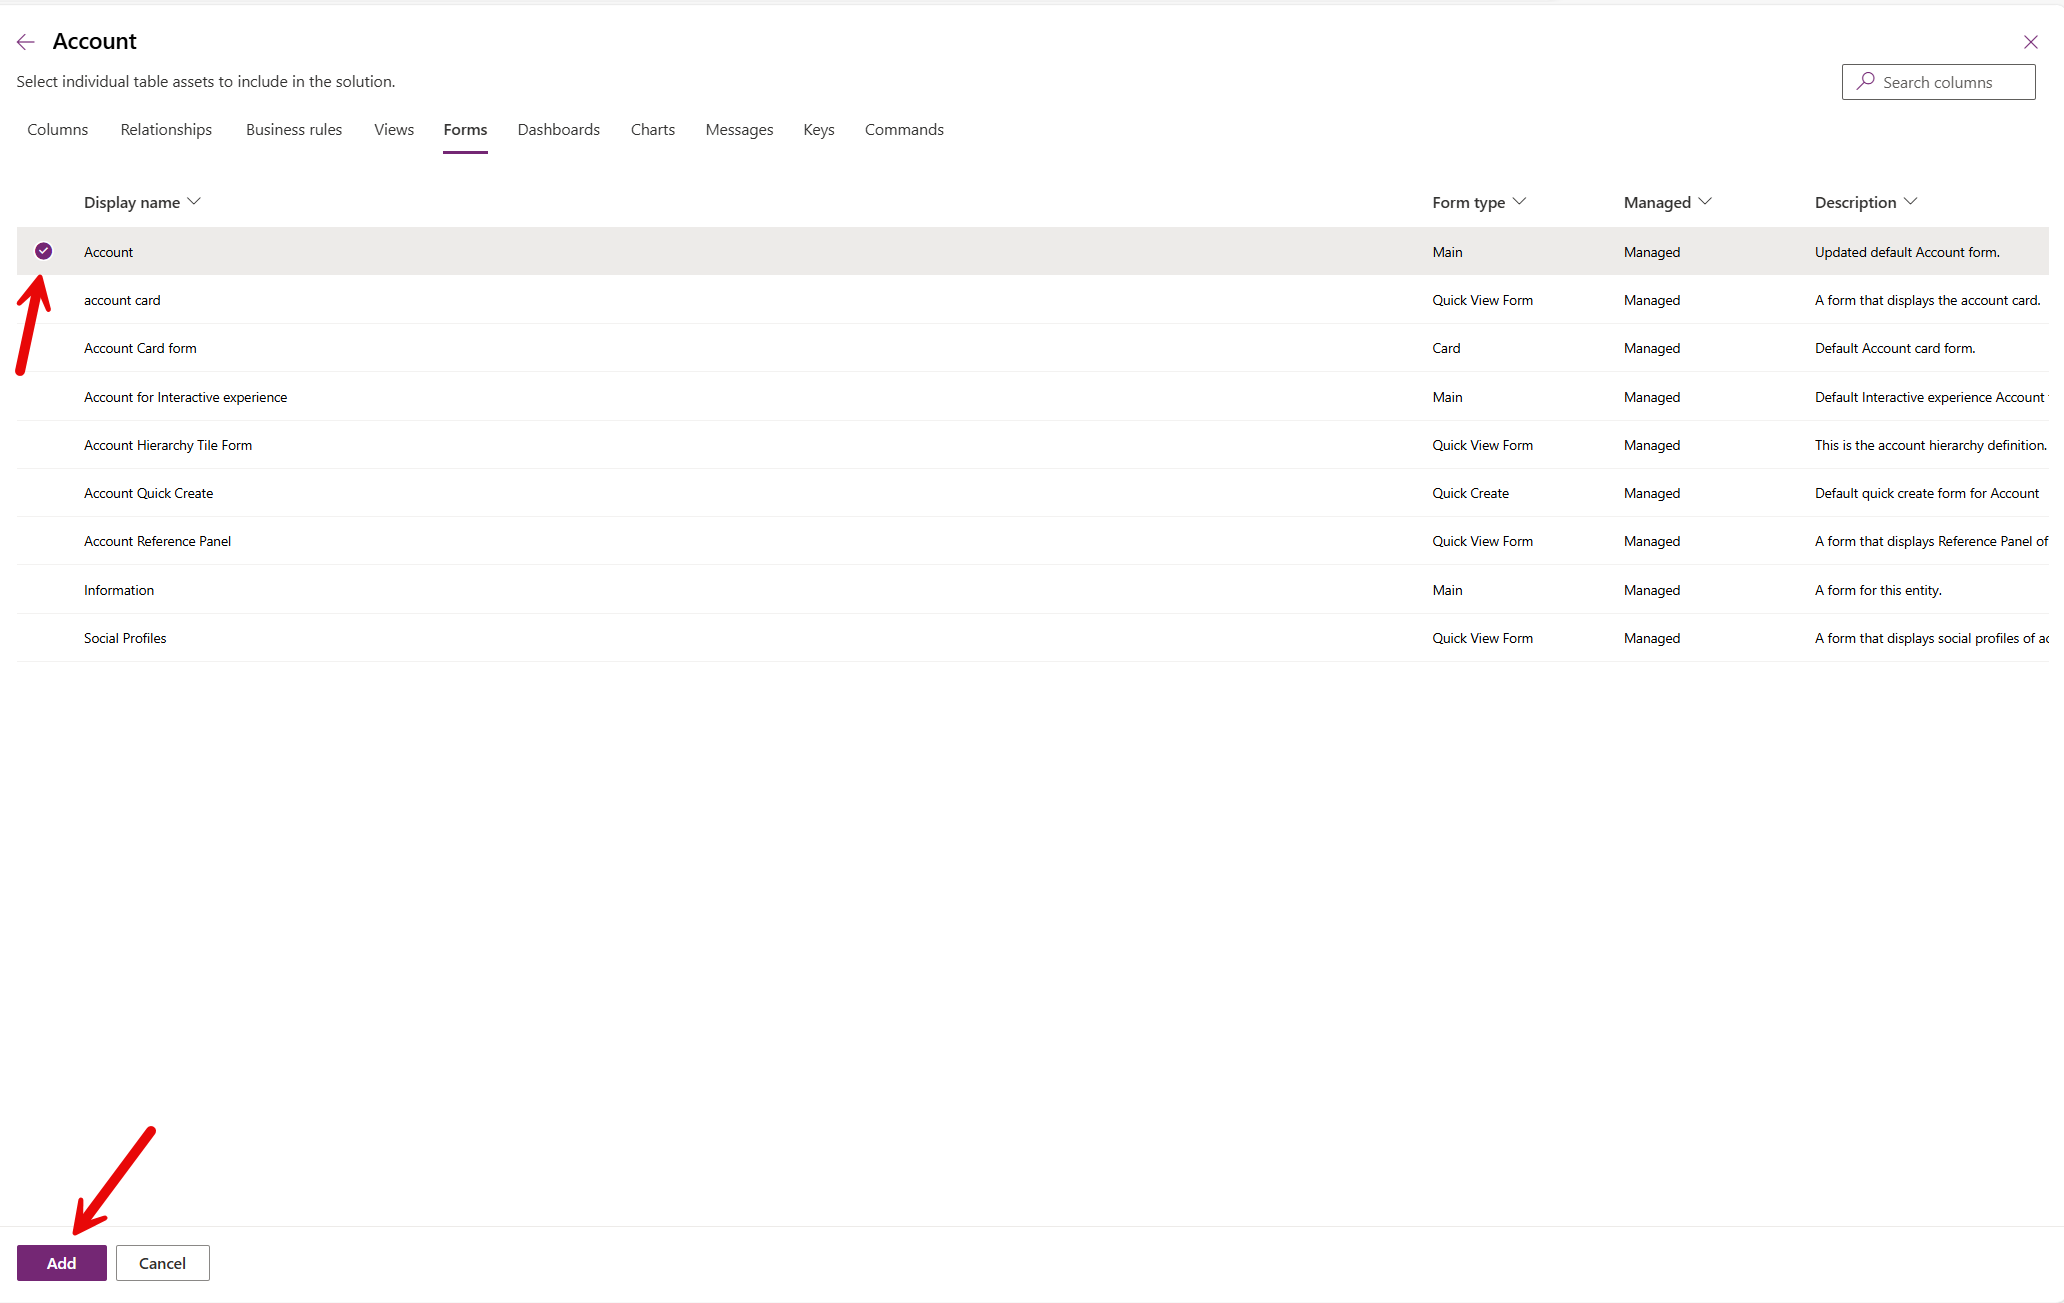 Account
Select individual table assets to include in the solution.
Search columns
Columns Relationships Business rules Views Forms Dashboards Charts Messages Keys Commands
Display name Form type Managed Description
Account Main Managed Updated default Account form.
account card Quick View Form Managed A form that displays the account card.
Account Card form Card Managed Default Account card form.
Account for Interactive experience Main Managed Default Interactive experience Account
Account Hierarchy Tile Form Quick View Form Managed This is the account hierarchy definition.
Account Quick Create Quick Create Managed Default quick create form for Account
Account Reference Panel Quick View Form Managed A form that displays Reference Panel of
Information Main Managed A form for this entity.
Social Profiles Quick View Form Managed A form that displays social profiles of
Add Cancel